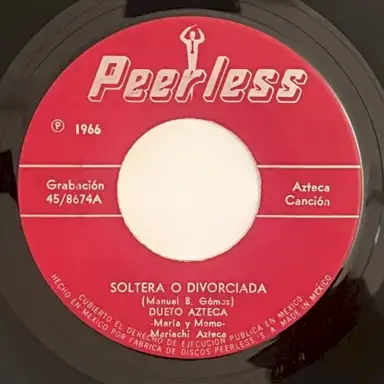 Peerless
℗ 1966
Grabación
45/8674A
Azteca
Canción
SOLTERA O DIVORCIADA
(Manuel B. Gómez)
DUETO AZTECA
-María y Memo-
Mariachi Azteca
CUBIERTO EL DERECHO DE EJECUCION PUBLICA EN MEXICO
HECHO EN MEXICO POR FABRICA DE DISCOS PEERLESS S A MADE IN MEXICO